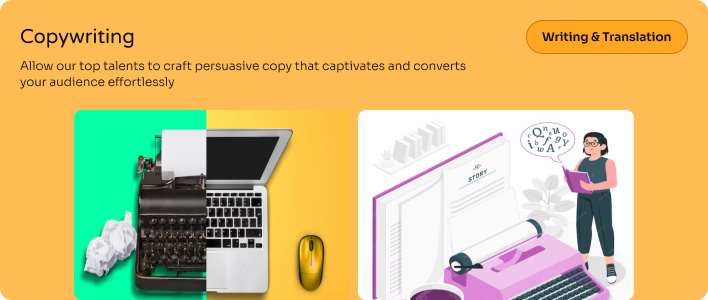 Copywriting
Writing & Translation
Allow our top talents to craft persuasive copy that captivates and converts
your audience effortlessly
STORY